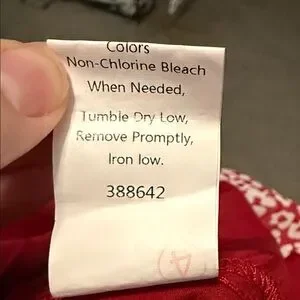 Colors
Non-Chlorine Bleach
When Needed,
Tumble Dry Low,
Remove Promptly,
Iron low.
388642